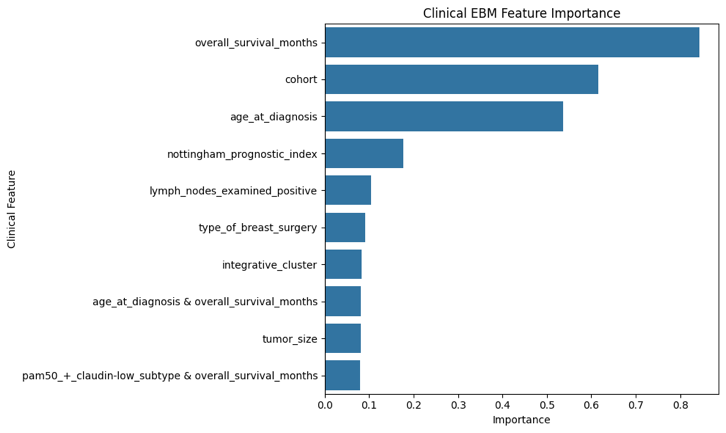 Clinical EBM Feature Importance
overall_survival_months
cohort
age_at_diagnosis
nottingham_prognostic_index
lymph_nodes_examined_positive
type_of_breast_surgery
integrative_cluster
age_at_diagnosis & overall_survival_months
tumor_size
pam50_+_claudin-low_subtype & overall_survival_months
Clinical Feature
0.0 0.1 0.2 0.3 0.4 0.5 0.6 0.7 0.8
Importance